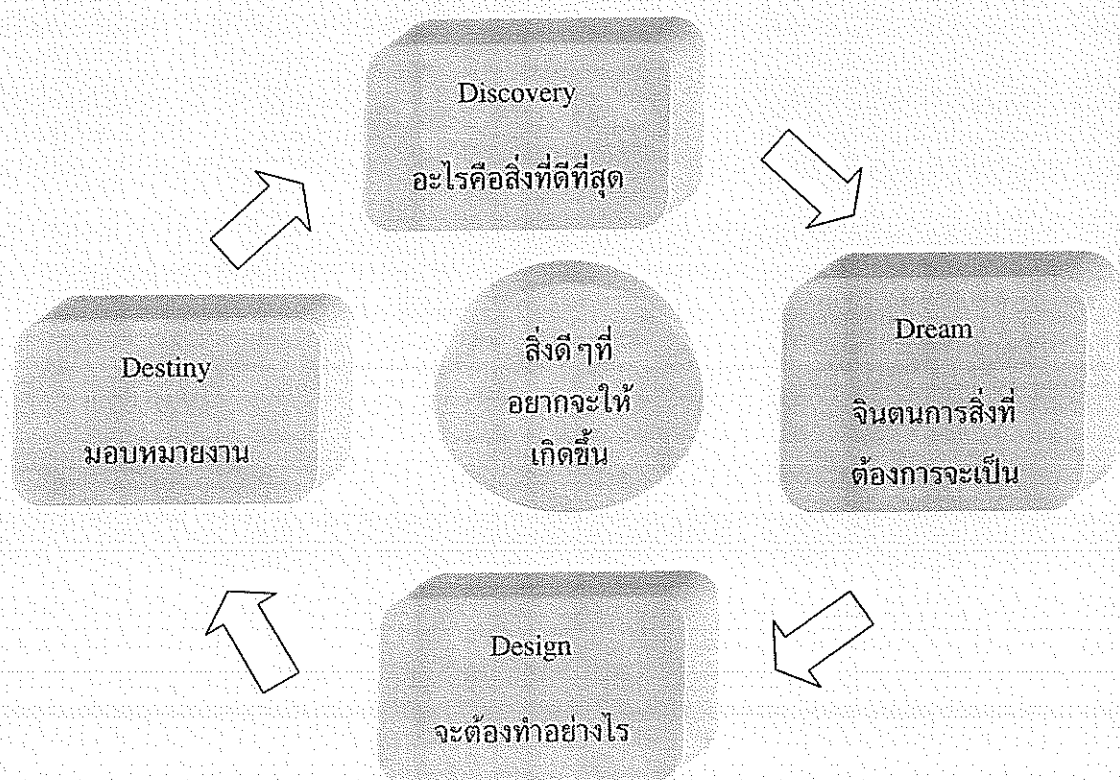 Discovery
อะไรคือสิ่งที่ดีที่สุด
Dream
จินตนการสิ่งที่
ต้องการจะเป็น
Design
จะต้องทำอย่างไร
Destiny
มอบหมายงาน
สิ่งดี ๆ ที่
อยากจะให้
เกิดขึ้น